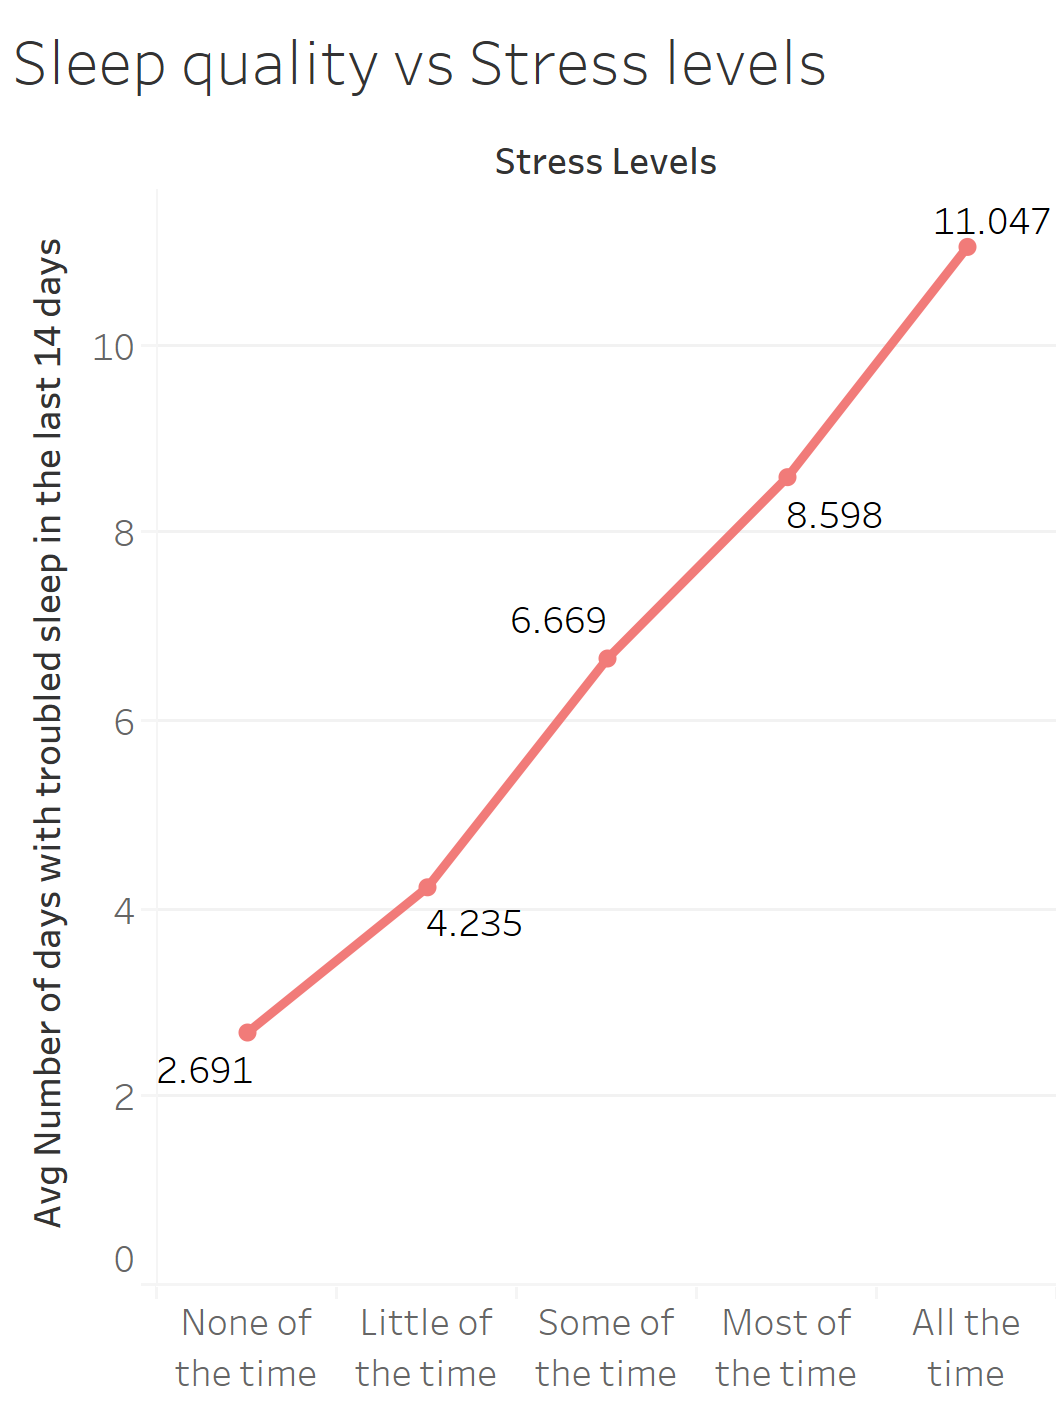 Sleep quality vs Stress levels
Stress Levels
Avg Number of days with troubled sleep in the last 14 days
11.047
10
8.598
8
6.669
6
4.235
4
2.691
2
0
None of
the time
Little of
the time
Some of
the time
Most of
the time
All the
time